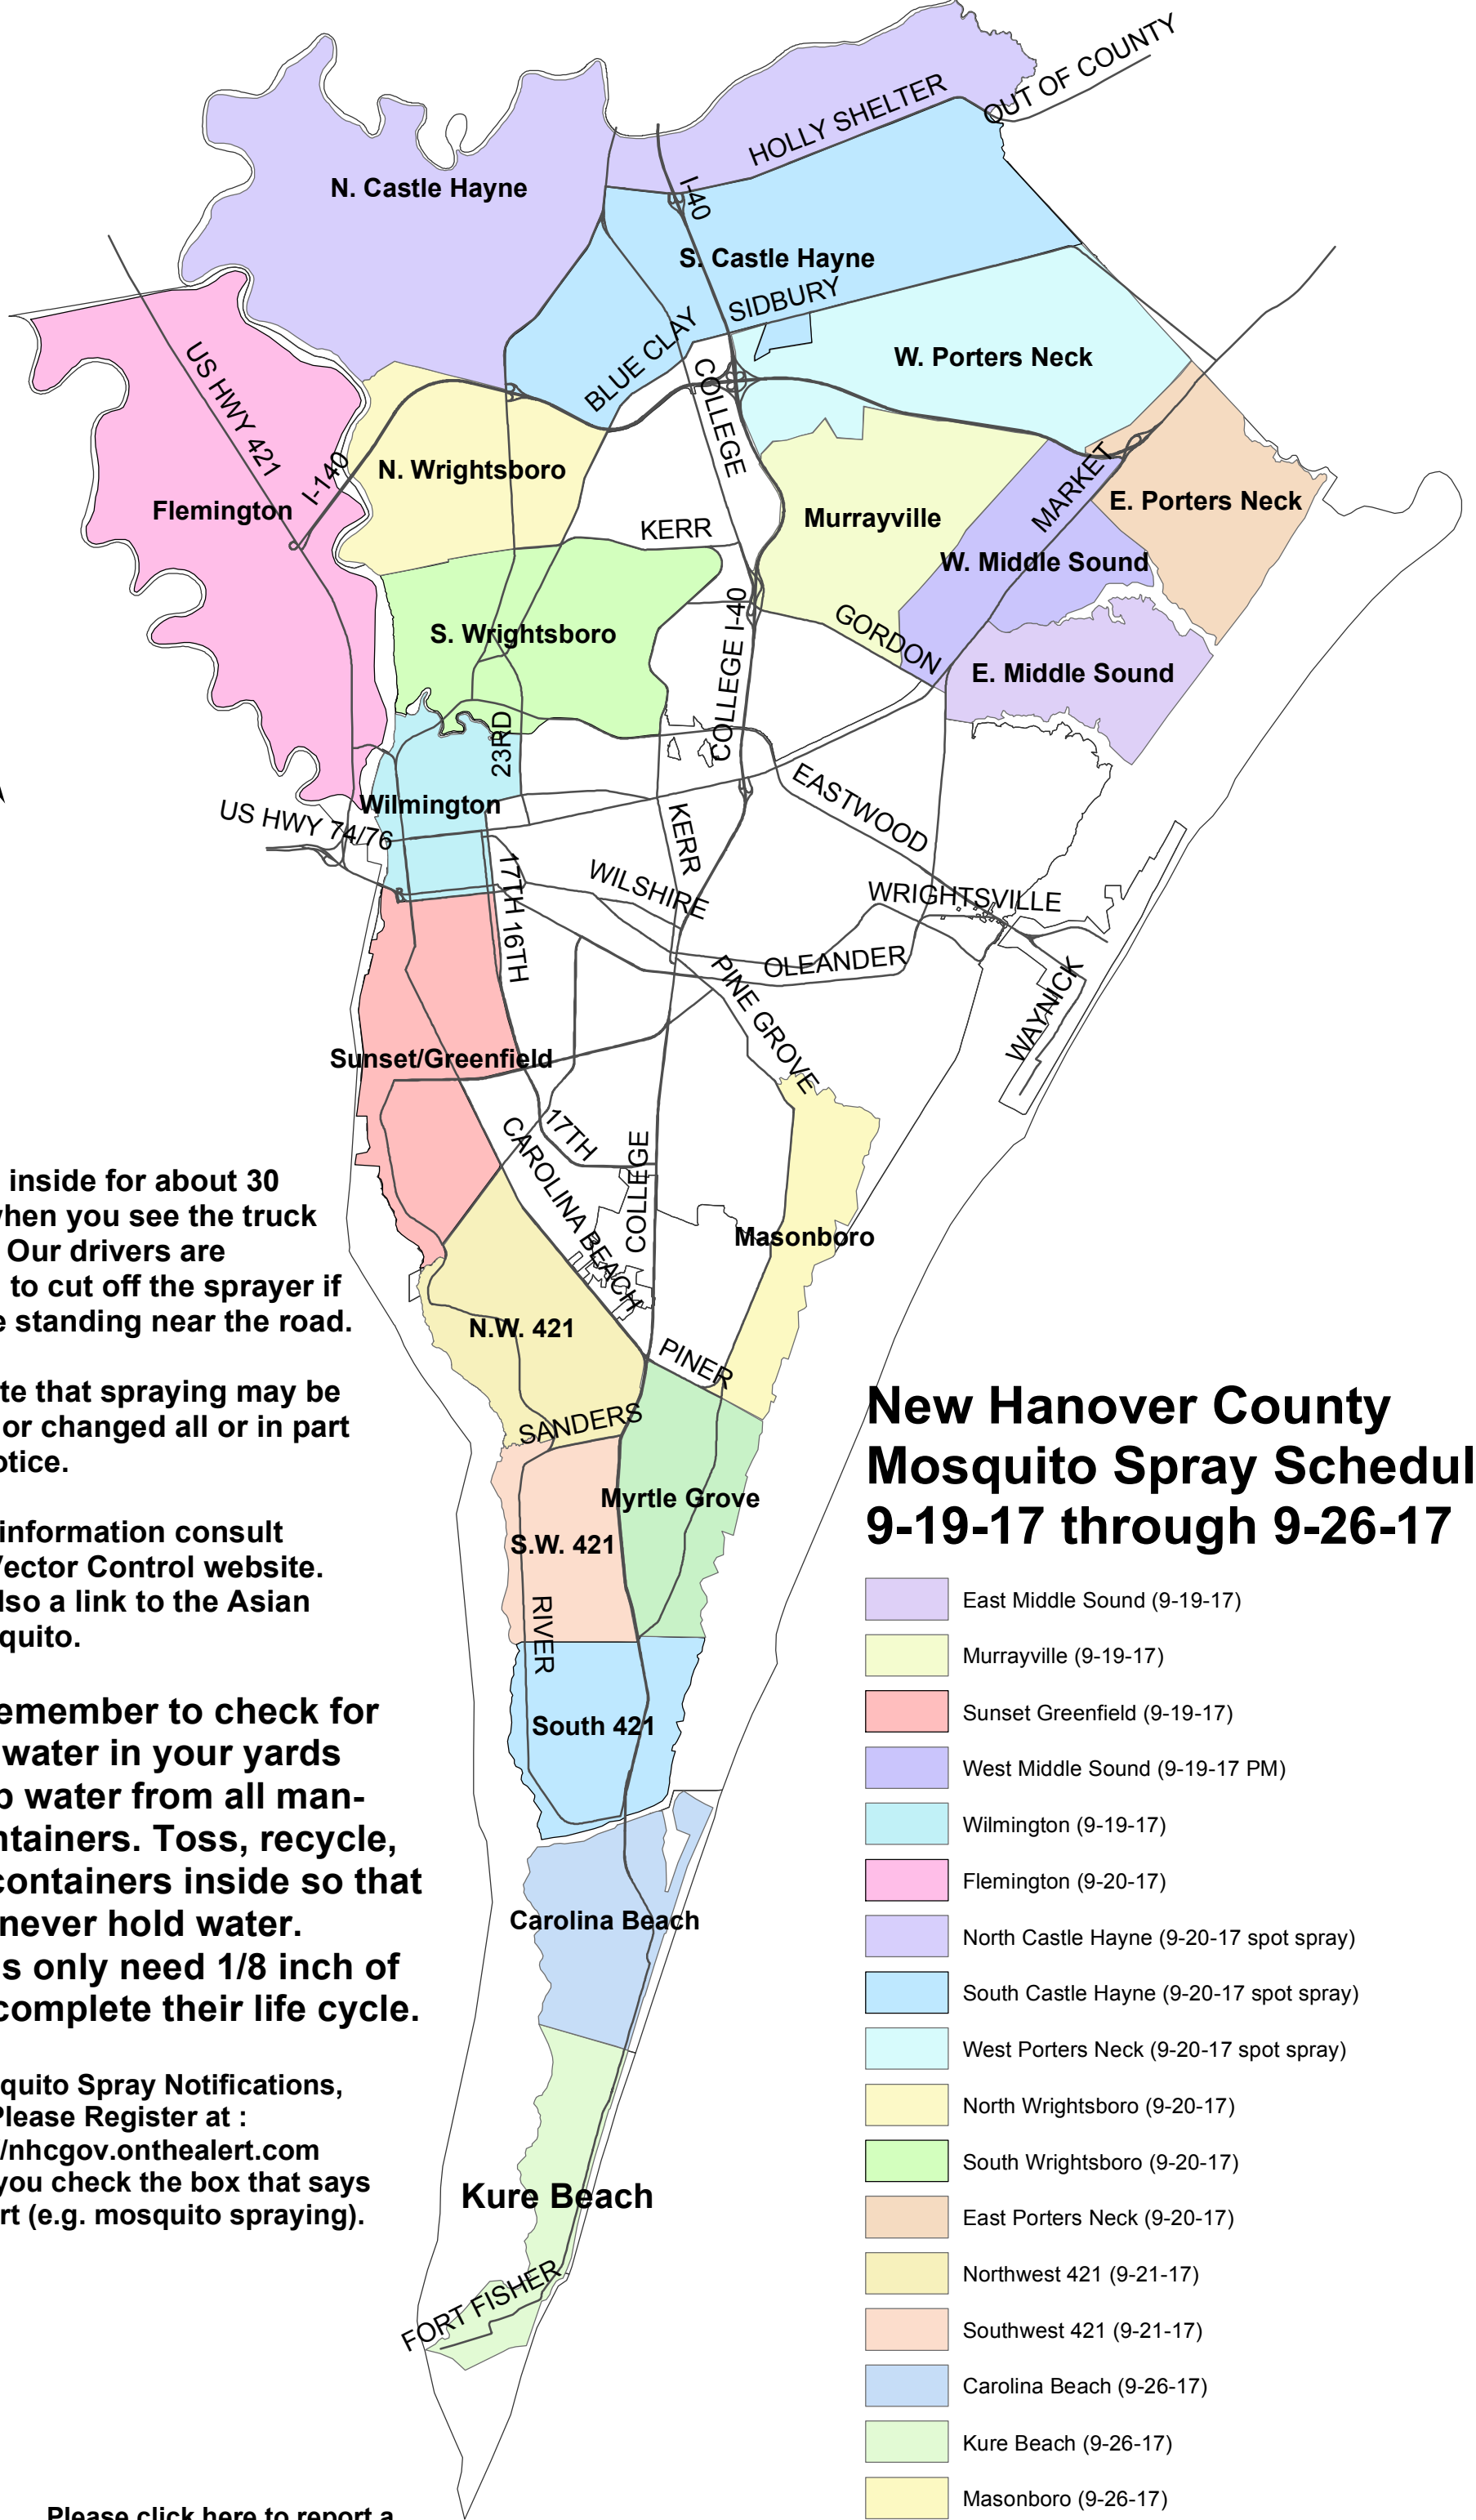 OUT OF COUNTY
HOLLY SHELTER
N. Castle Hayne
I-40
S. Castle Hayne
SIDBURY
BLUE CLAY
W. Porters Neck
US HWY 421
COLLEGE
I-140
N. Wrightsboro
MARKET
Flemington
E. Porters Neck
Murrayville
KERR
W. Middle Sound
GORDON
S. Wrightsboro
COLLEGE I-40
E. Middle Sound
23RD
Wilmington
EASTWOOD
US HWY 74/76
KERR
17TH 16TH
WILSHIRE
WRIGHTSVILLE
OLEANDER
PINE GROVE
WAYNICK
Sunset/Greenfield
17TH
CAROLINA BEACH
COLLEGE
Masonboro
N.W. 421
PINER
SANDERS
Myrtle Grove
S.W. 421
RIVER
South 421
Carolina Beach
Kure Beach
FORT FISHER
inside for about 30
when you see the truck
Our drivers are
to cut off the sprayer if
e standing near the road.
te that spraying may be
or changed all or in part
otice.
information consult
Vector Control website.
lso a link to the Asian
quito.
emember to check for
water in your yards
p water from all man-
ntainers. Toss, recycle,
containers inside so that
never hold water.
s only need 1/8 inch of
complete their life cycle.
quito Spray Notifications,
Please Register at :
/nhcgov.onthealert.com
you check the box that says
rt (e.g. mosquito spraying).
Please click here to report a
New Hanover County
Mosquito Spray Schedul
9-19-17 through 9-26-17
East Middle Sound (9-19-17)
Murrayville (9-19-17)
Sunset Greenfield (9-19-17)
West Middle Sound (9-19-17 PM)
Wilmington (9-19-17)
Flemington (9-20-17)
North Castle Hayne (9-20-17 spot spray)
South Castle Hayne (9-20-17 spot spray)
West Porters Neck (9-20-17 spot spray)
North Wrightsboro (9-20-17)
South Wrightsboro (9-20-17)
East Porters Neck (9-20-17)
Northwest 421 (9-21-17)
Southwest 421 (9-21-17)
Carolina Beach (9-26-17)
Kure Beach (9-26-17)
Masonboro (9-26-17)